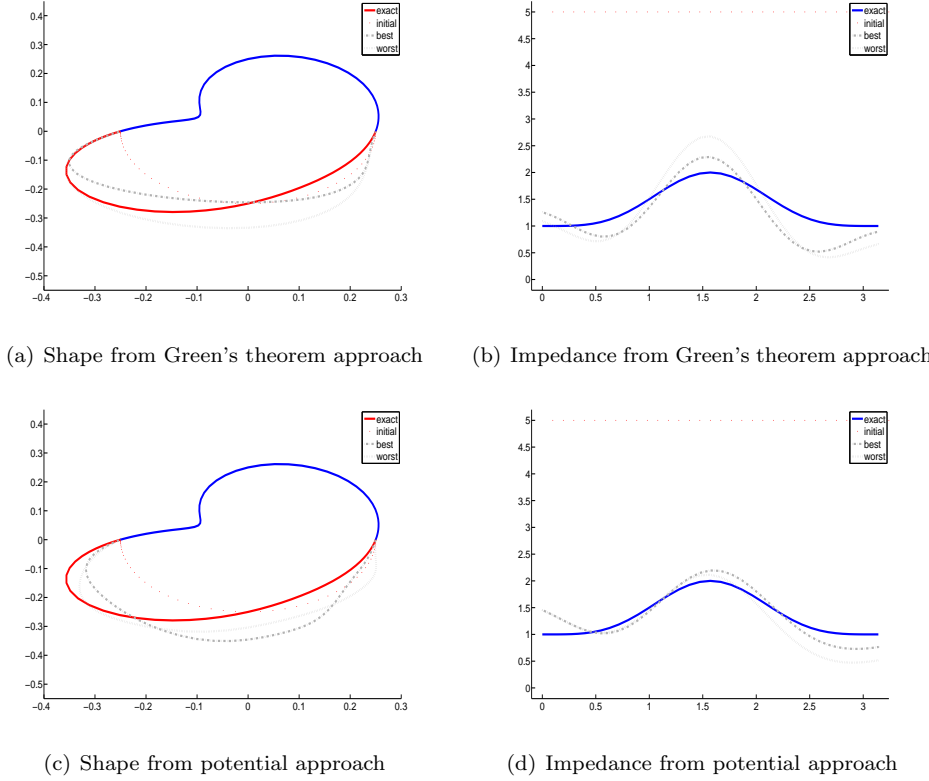 0.4
0.3
0.2
0.1
0
−0.1
−0.2
−0.3
−0.4
−0.5
−0.4 −0.3 −0.2 −0.1 0 0.1 0.2 0.3
exact
initial
best
worst
(a) Shape from Green's theorem approach
5
4.5
4
3.5
3
2.5
2
1.5
1
0.5
0
0 0.5 1 1.5 2 2.5 3
exact
initial
best
worst
(b) Impedance from Green's theorem approach
0.4
0.3
0.2
0.1
0
−0.1
−0.2
−0.3
−0.4
−0.5
−0.4 −0.3 −0.2 −0.1 0 0.1 0.2 0.3
exact
initial
best
worst
(c) Shape from potential approach
5
4.5
4
3.5
3
2.5
2
1.5
1
0.5
0
0 0.5 1 1.5 2 2.5 3
exact
initial
best
worst
(d) Impedance from potential approach